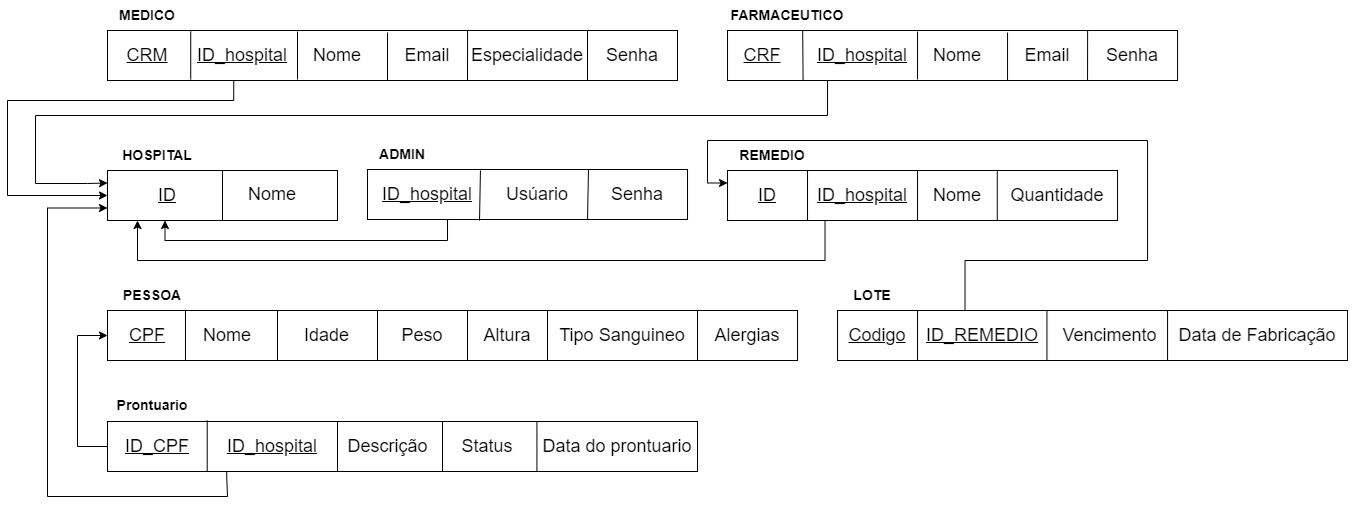 MEDICO
CRM ID_hospital Nome Email Especialidade Senha
FARMACEUTICO
CRF ID_hospital Nome Email Senha
HOSPITAL
ID Nome
ADMIN
ID_hospital Usúario Senha
REMEDIO
ID ID_hospital Nome Quantidade
PESSOA
CPF Nome Idade Peso Altura Tipo Sanguineo Alergias
LOTE
Codigo ID_REMEDIO Vencimento Data de Fabricação
Prontuario
ID_CPF ID_hospital Descrição Status Data do prontuario